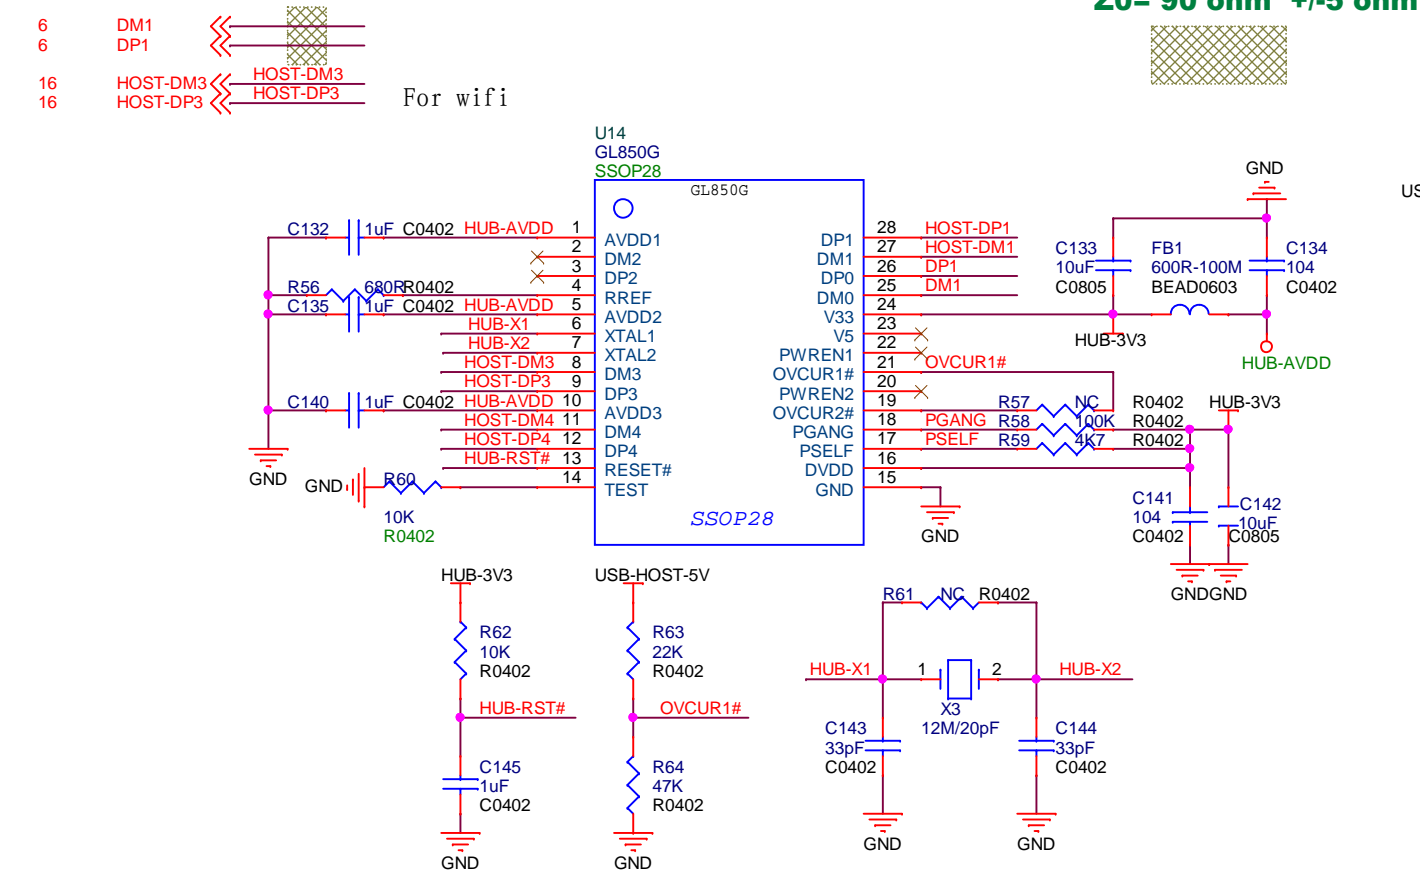 Z0= 90 ohm +/-5 ohm
6 DM1
6 DP1
16 HOST-DM3 HOST-DM3
16 HOST-DP3 HOST-DP3
For wifi
U14
GL850G
SSOP28
GL850G
C132 1uF C0402 HUB-AVDD 1 AVDD1
2 DM2
3 DP2
R56 680R R0402 4 RREF
C135 1uF C0402 HUB-AVDD 5 AVDD2
HUB-X1 6 XTAL1
HUB-X2 7 XTAL2
HOST-DM3 8 DM3
HOST-DP3 9 DP3
C140 1uF C0402 HUB-AVDD 10 AVDD3
HOST-DM4 11 DM4
HOST-DP4 12 DP4
HUB-RST# 13 RESET#
14 TEST
GND
GND R60
10K
R0402
DP1 28 HOST-DP1
DM1 27 HOST-DM1
DP0 26 DP1
DM0 25 DM1
V33 24
V5 23
PWREN1 22
OVCUR1# 21 OVCUR1#
PWREN2 20
OVCUR2# 19 R57 NC R0402
PGANG 18 PGANG R58 100K R0402
PSELF 17 PSELF R59 4K7 R0402
DVDD 16
GND 15
SSOP28
GND
GND
C133
10uF
C0805
FB1
600R-100M
BEAD0603
C134
104
C0402
HUB-3V3
HUB-AVDD
US
HUB-3V3
C141
104
C0402
C142
10uF
C0805
GND GND
HUB-3V3
R62
10K
R0402
HUB-RST#
C145
1uF
C0402
GND
USB-HOST-5V
R63
22K
R0402
OVCUR1#
R64
47K
R0402
GND
R61 NC R0402
HUB-X1 1 2 HUB-X2
X3
12M/20pF
C143
33pF
C0402
C144
33pF
C0402
GND
GND